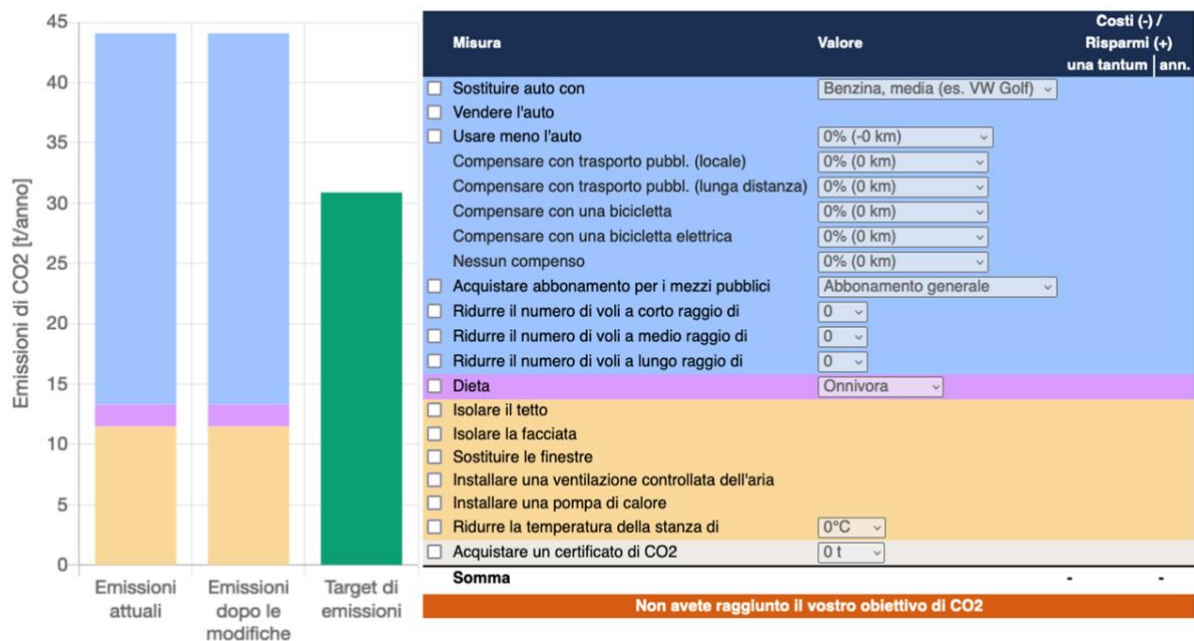 45
40
35
30
25
20
15
10
5
0
Emissioni di CO2 [t/anno]
Emissioni attuali
Emissioni dopo le modifiche
Target di emissioni
Misura Valore Costi (-) / Risparmi (+)
una tantum ann.
Sostituire auto con Benzina, media (es. VW Golf)
Vendere l'auto
Usare meno l'auto 0% (-0 km)
Compensare con trasporto pubbl. (locale) 0% (0 km)
Compensare con trasporto pubbl. (lunga distanza) 0% (0 km)
Compensare con una bicicletta 0% (0 km)
Compensare con una bicicletta elettrica 0% (0 km)
Nessun compenso 0% (0 km)
Acquistare abbonamento per i mezzi pubblici Abbonamento generale
Ridurre il numero di voli a corto raggio di 0
Ridurre il numero di voli a medio raggio di 0
Ridurre il numero di voli a lungo raggio di 0
Dieta Onnivora
Isolare il tetto
Isolare la facciata
Sostituire le finestre
Installare una ventilazione controllata dell'aria
Installare una pompa di calore
Ridurre la temperatura della stanza di 0°C
Acquistare un certificato di CO2 0 t
Somma - -
Non avete raggiunto il vostro obiettivo di CO2